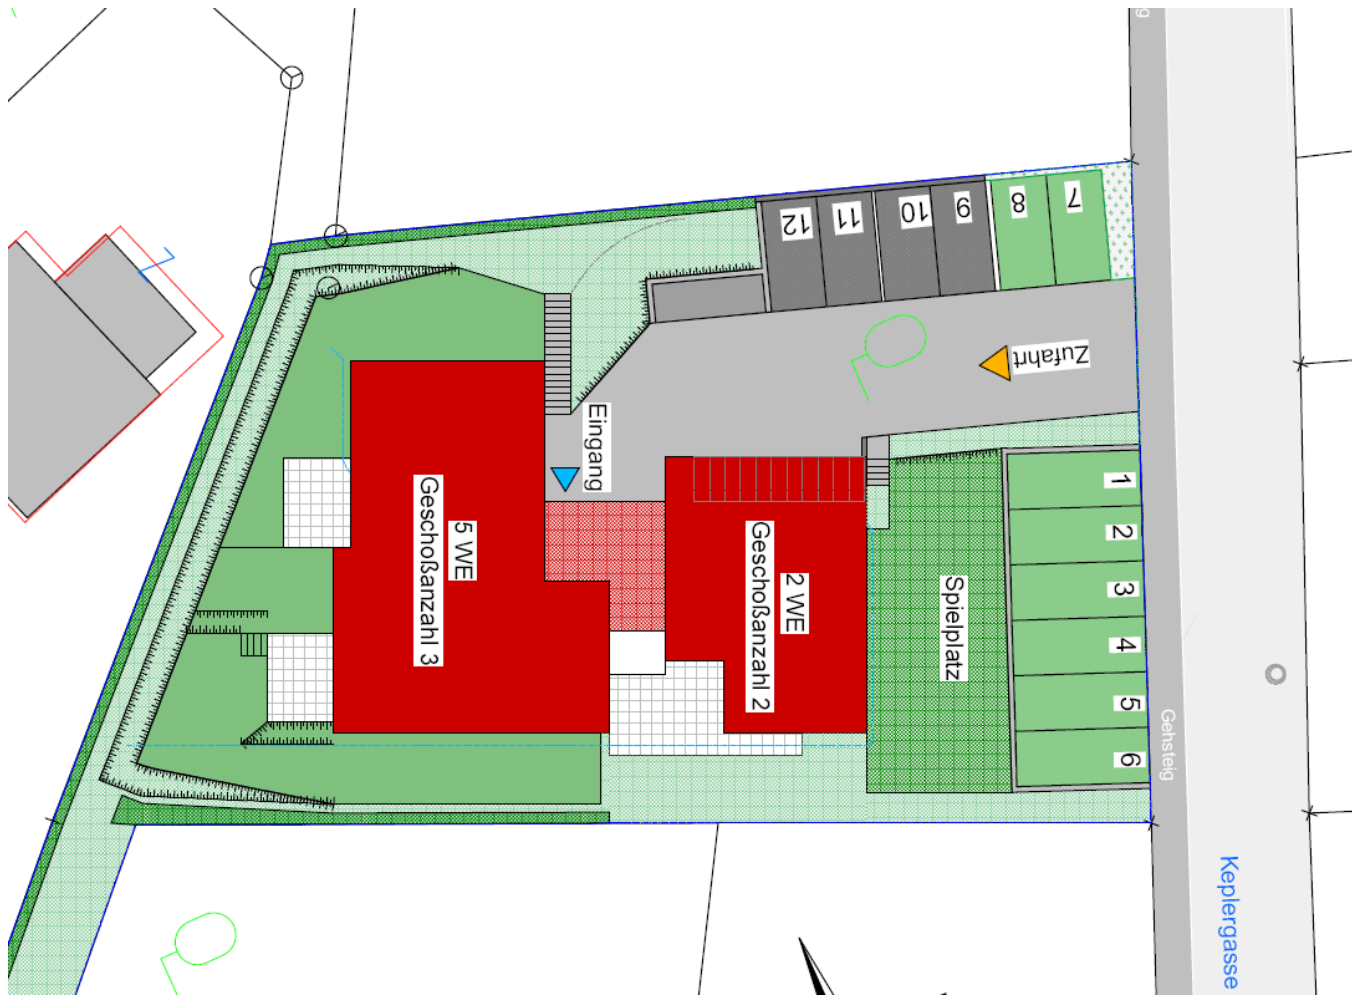 12
11
10
9
8
7
Zufahrt
Eingang
5 WE
Geschoßanzahl 3
2 WE
Geschoßanzahl 2
Spielplatz
1
2
3
4
5
6
Gehsteig
Keplergasse